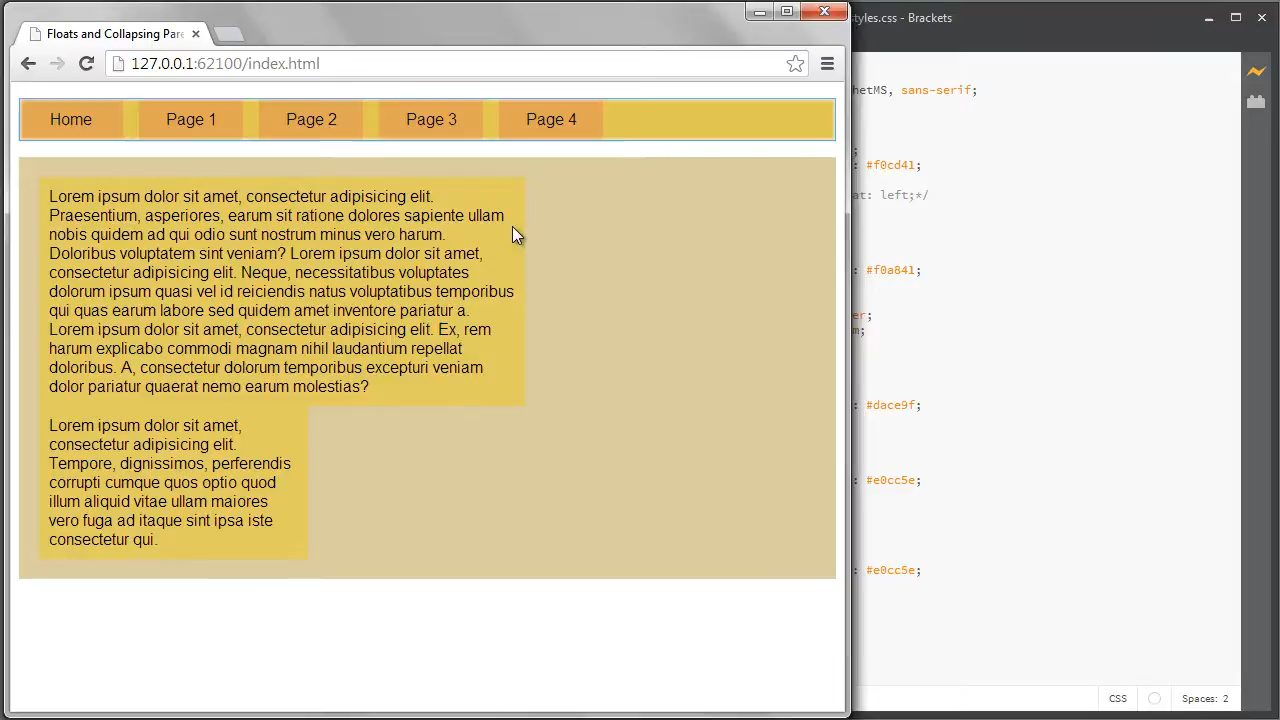 Floats and Collapsing Pare
styles.css - Brackets
127.0.0.1:62100/index.html
Home Page 1 Page 2 Page 3 Page 4
Lorem ipsum dolor sit amet, consectetur adipisicing elit.
Praesentium, asperiores, earum sit ratione dolores sapiente ullam
nobis quidem ad qui odio sunt nostrum minus vero harum.
Doloribus voluptatem sint veniam? Lorem ipsum dolor sit amet,
consectetur adipisicing elit. Neque, necessitatibus voluptates
dolorum ipsum quasi vel id reiciendis natus voluptatibus temporibus
qui quas earum labore sed quidem amet inventore pariatur a.
Lorem ipsum dolor sit amet, consectetur adipisicing elit. Ex, rem
harum explicabo commodi magnam nihil laudantium repellat
doloribus. A, consectetur dolorum temporibus excepturi veniam
dolor pariatur quaerat nemo earum molestias?
Lorem ipsum dolor sit amet,
consectetur adipisicing elit.
Tempore, dignissimos, perferendis
corrupti cumque quos optio quod
illum aliquid vitae ullam maiores
vero fuga ad itaque sint ipsa iste
consectetur qui.
hetMS, sans-serif;
;
: #f0cd41;
at: left;*/
: #f0a841;
er;
m;
: #dace9f;
: #e0cc5e;
: #e0cc5e;
CSS Spaces: 2